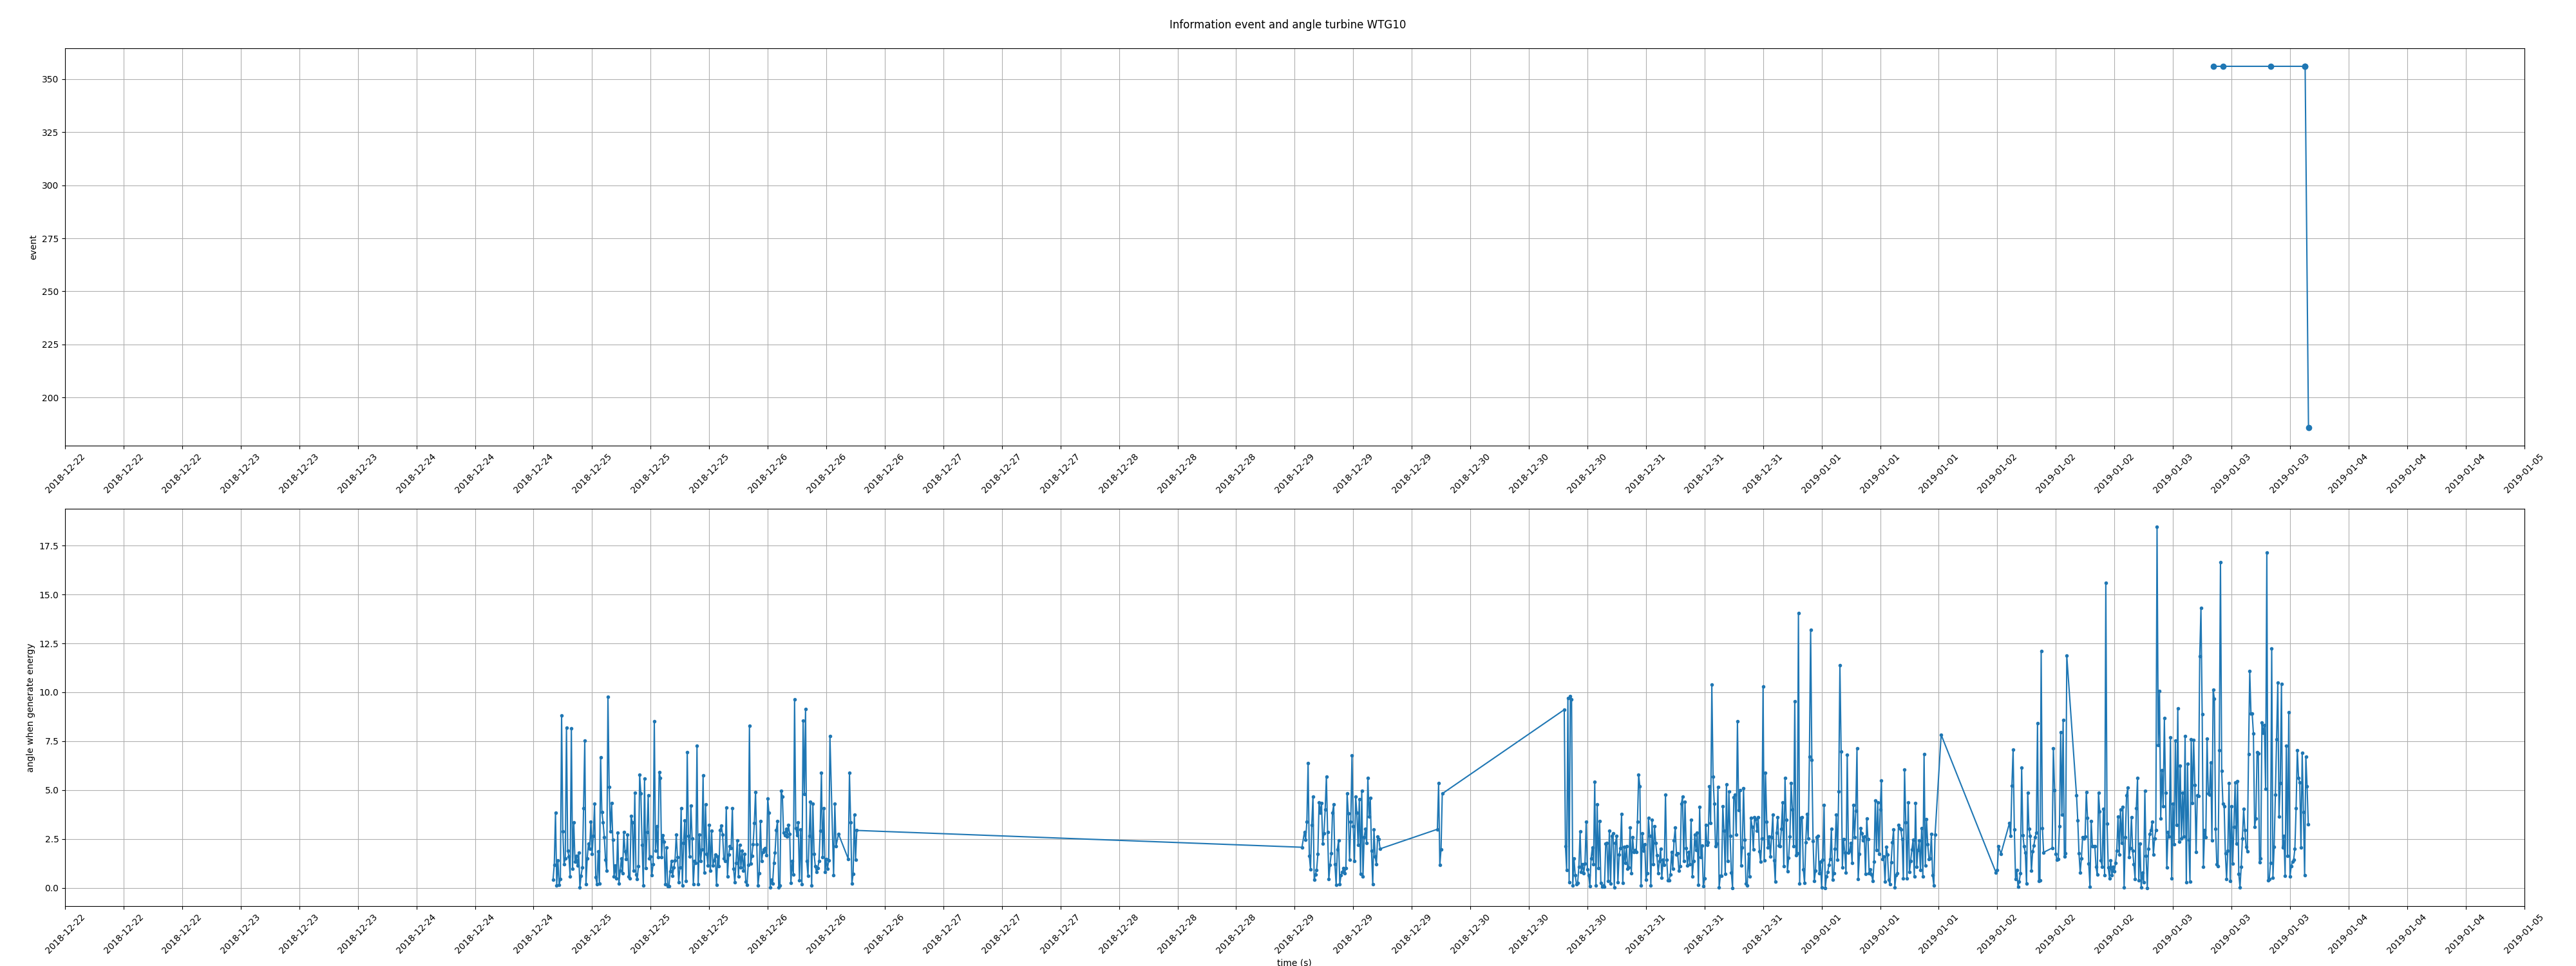 Information event and angle turbine WTG10
350
325
300
275
250
225
200
event
2018-12-22 2018-12-22 2018-12-22 2018-12-23 2018-12-23 2018-12-23 2018-12-24 2018-12-24 2018-12-24 2018-12-25 2018-12-25 2018-12-25 2018-12-26 2018-12-26 2018-12-26 2018-12-27 2018-12-27 2018-12-27 2018-12-28 2018-12-28 2018-12-28 2018-12-29 2018-12-29 2018-12-29 2018-12-30 2018-12-30 2018-12-30 2018-12-31 2018-12-31 2018-12-31 2019-01-01 2019-01-01 2019-01-01 2019-01-02 2019-01-02 2019-01-02 2019-01-03 2019-01-03 2019-01-03 2019-01-04 2019-01-04 2019-01-04 2019-01-05
17.5
15.0
12.5
10.0
7.5
5.0
2.5
0.0
angle when generate energy
2018-12-22 2018-12-22 2018-12-22 2018-12-23 2018-12-23 2018-12-23 2018-12-24 2018-12-24 2018-12-24 2018-12-25 2018-12-25 2018-12-25 2018-12-26 2018-12-26 2018-12-26 2018-12-27 2018-12-27 2018-12-27 2018-12-28 2018-12-28 2018-12-28 2018-12-29 2018-12-29 2018-12-29 2018-12-30 2018-12-30 2018-12-30 2018-12-31 2018-12-31 2018-12-31 2019-01-01 2019-01-01 2019-01-01 2019-01-02 2019-01-02 2019-01-02 2019-01-03 2019-01-03 2019-01-03 2019-01-04 2019-01-04 2019-01-04 2019-01-05
time (s)